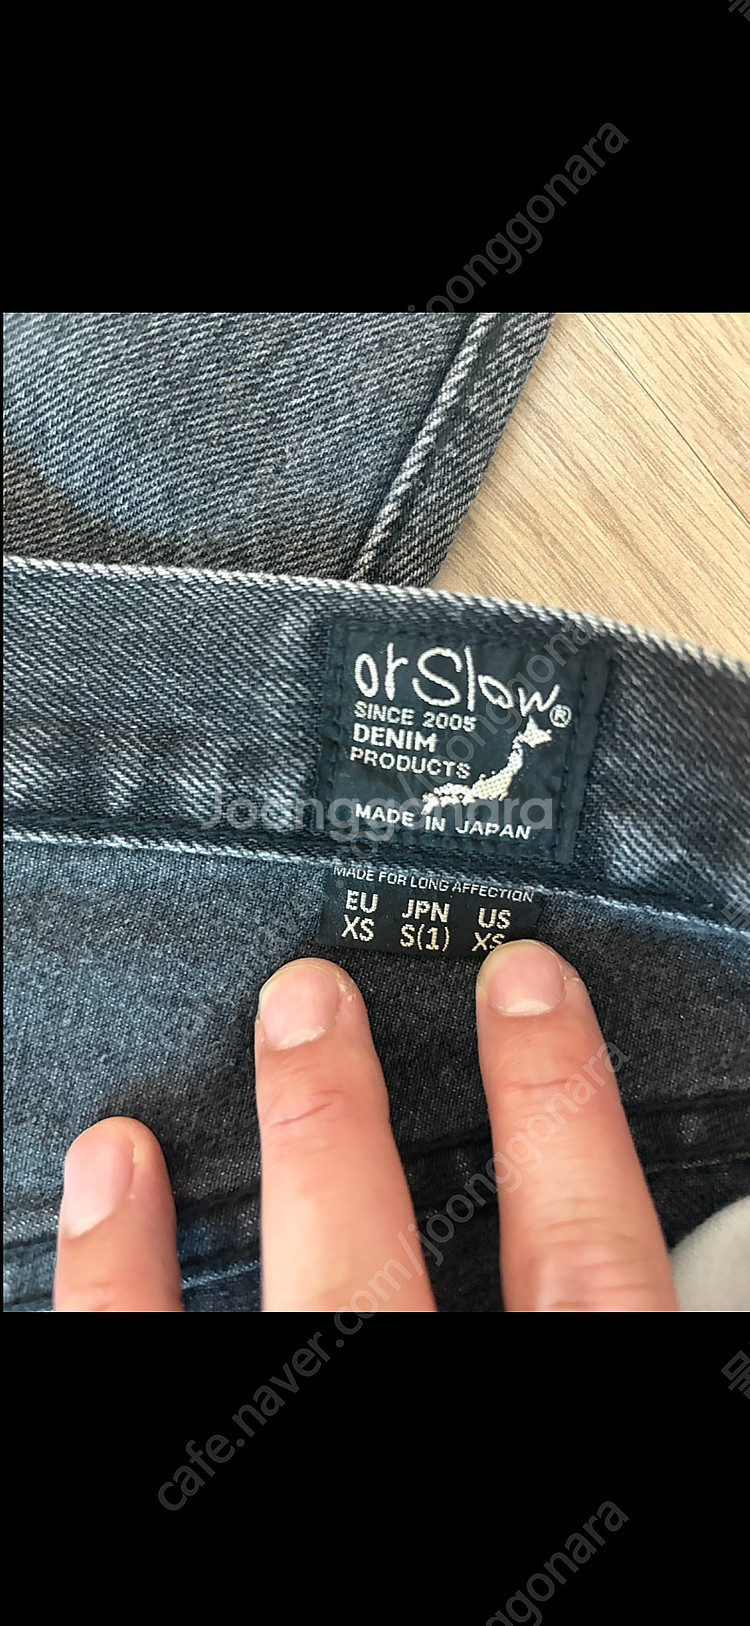 orSlow®
SINCE 2005
DENIM
PRODUCTS
MADE IN JAPAN
MADE FOR LONG AFFECTION
EU JPN US
XS S(1) XS
Joonggonara
cafe.naver.com/joonggonara
joonggonara
joonggonara